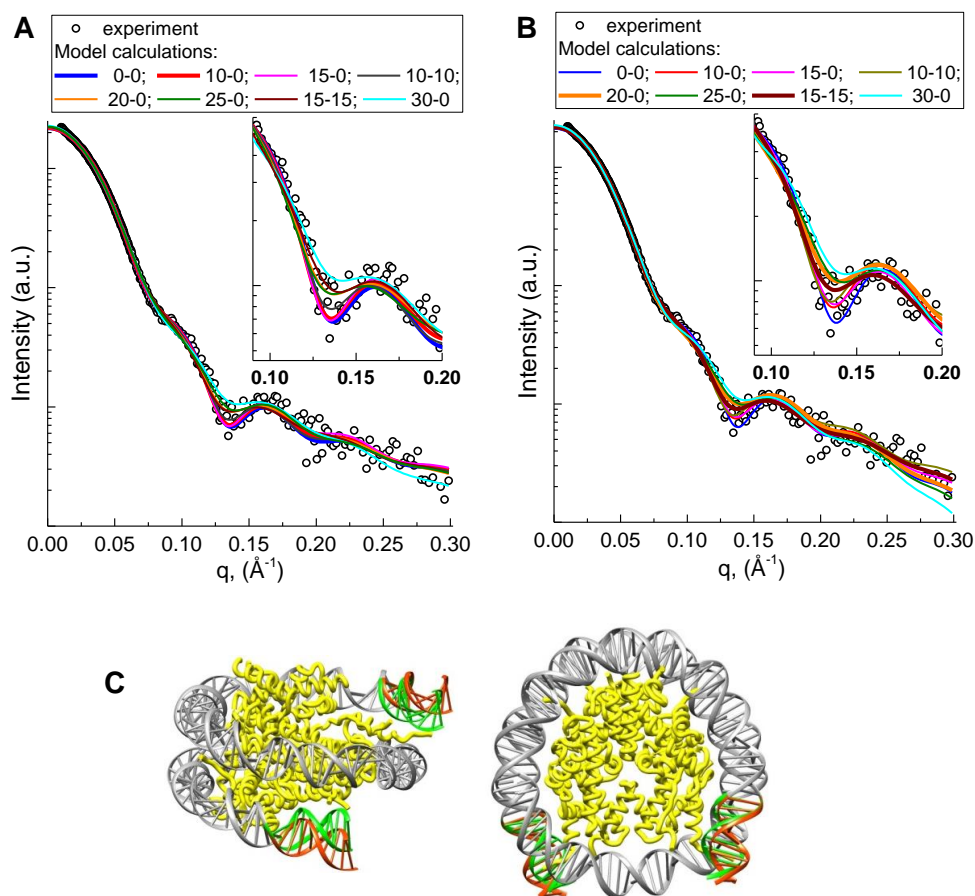 A
experiment
Model calculations:
0-0; 10-0; 15-0; 10-10;
20-0; 25-0; 15-15; 30-0
Intensity (a.u.)
0.10 0.15 0.20
0.00 0.05 0.10 0.15 0.20 0.25 0.30
q, (Å-1)
B
experiment
Model calculations:
0-0; 10-0; 15-0; 10-10;
20-0; 25-0; 15-15; 30-0
Intensity (a.u.)
0.10 0.15 0.20
0.00 0.05 0.10 0.15 0.20 0.25 0.30
q, (Å-1)
C